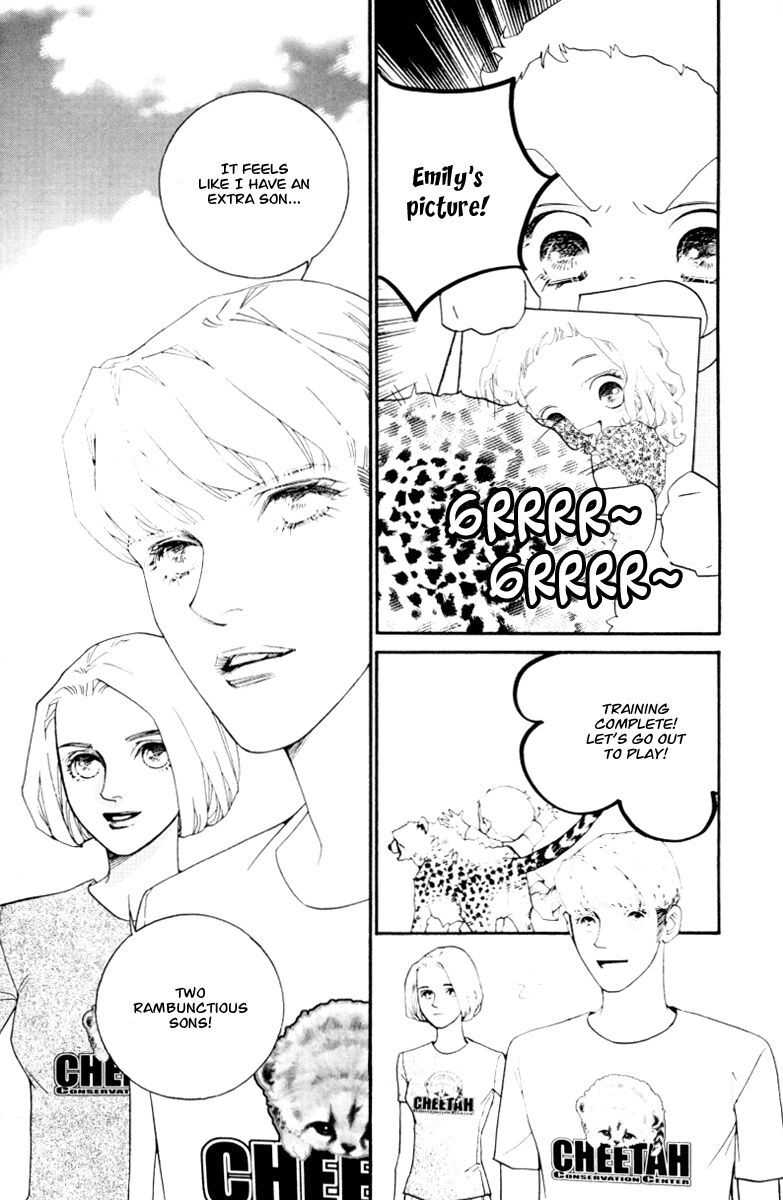 Emily's
picture!
GRRRR~
GRRRR~
TRAINING
COMPLETE!
LET'S GO OUT
TO PLAY!
CHEETAH
CONSERVATION CENTER
CHEETAH
CONSERVATION CENTER
IT FEELS
LIKE I HAVE AN
EXTRA SON...
TWO
RAMBUNCTIOUS
SONS!
CHE
CONSERVATION
CHEETAH